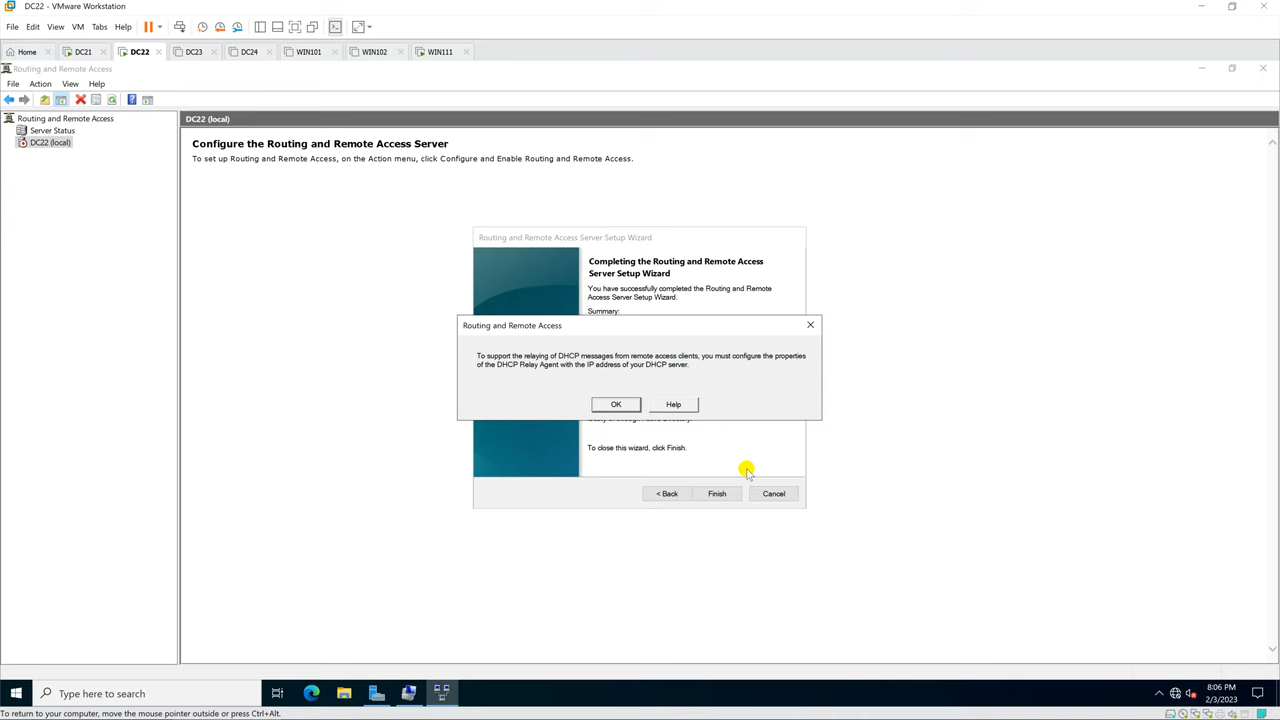 DC22 - VMware Workstation
File Edit View VM Tabs Help
Home DC21 DC22 DC23 DC24 WIN101 WIN102 WIN111
Routing and Remote Access
File Action View Help
Routing and Remote Access
Server Status
DC22 (local)
DC22 (local)
Configure the Routing and Remote Access Server
To set up Routing and Remote Access, on the Action menu, click Configure and Enable Routing and Remote Access.
Routing and Remote Access Server Setup Wizard
Completing the Routing and Remote Access
Server Setup Wizard
You have successfully completed the Routing and Remote
Access Server Setup Wizard.
Summary:
Routing and Remote Access
To support the relaying of DHCP messages from remote access clients, you must configure the properties
of the DHCP Relay Agent with the IP address of your DHCP server.
OK Help
To close this wizard, click Finish.
< Back Finish Cancel
Type here to search
8:06 PM
2/3/2023
To return to your computer, move the mouse pointer outside or press Ctrl+Alt.